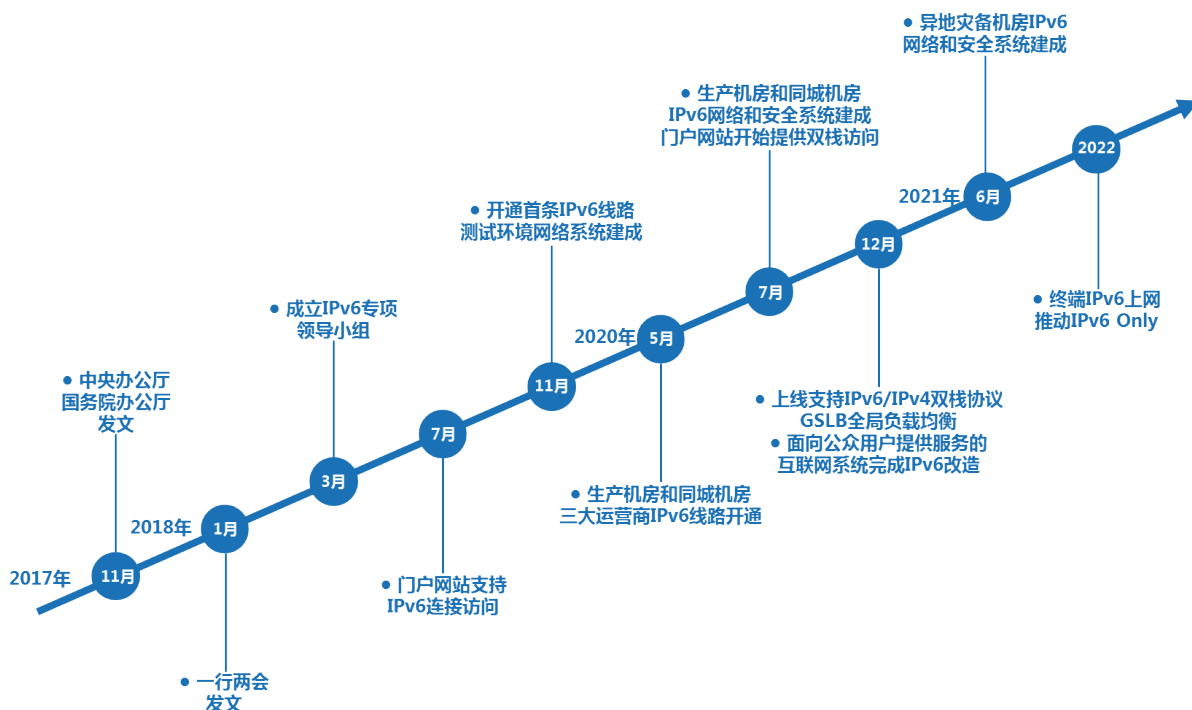 2017年
11月
● 中央办公厅
国务院办公厅
发文
2018年
1月
● 一行两会
发文
3月
● 成立IPv6专项
领导小组
7月
● 门户网站支持
IPv6连接访问
11月
● 开通首条IPv6线路
测试环境网络系统建成
2020年
5月
● 生产机房和同城机房
三大运营商IPv6线路开通
7月
● 生产机房和同城机房
IPv6网络和安全系统建成
门户网站开始提供双栈访问
12月
● 上线支持IPv6/IPv4双栈协议
GSLB全局负载均衡
● 面向公众用户提供服务的
互联网系统完成IPv6改造
2021年
6月
● 异地灾备机房IPv6
网络和安全系统建成
2022
● 终端IPv6上网
推动IPv6 Only